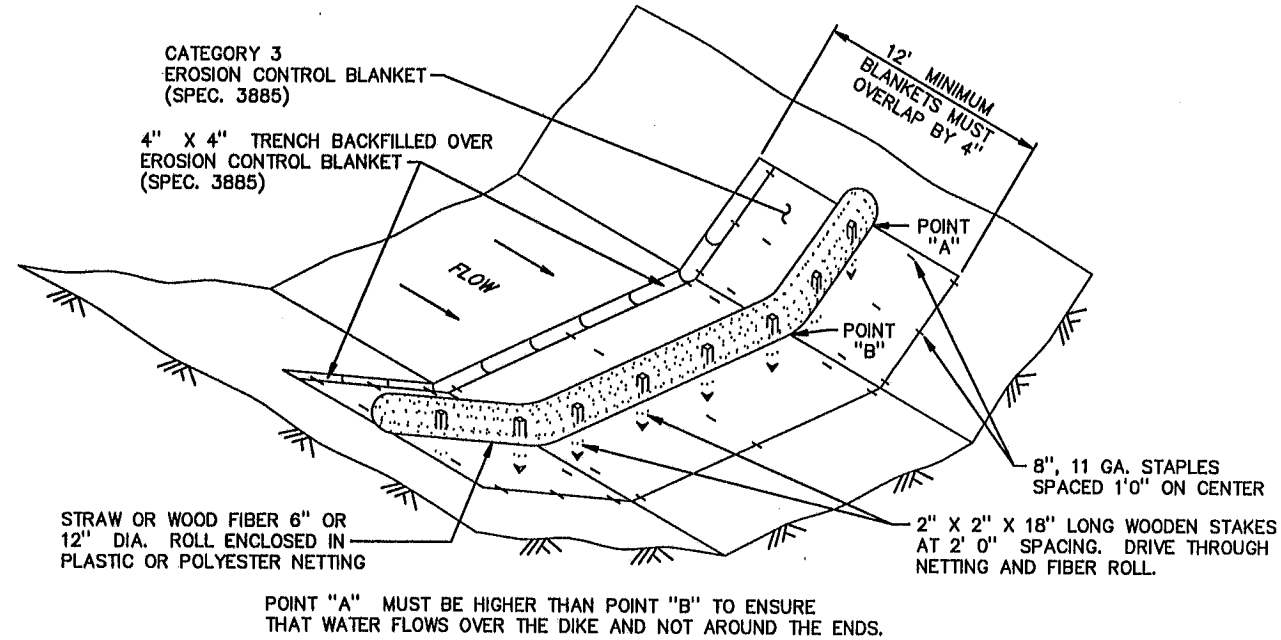 CATEGORY 3
EROSION CONTROL BLANKET
(SPEC. 3885)
4" X 4" TRENCH BACKFILLED OVER
EROSION CONTROL BLANKET
(SPEC. 3885)
12' MINIMUM
BLANKETS MUST
OVERLAP BY 4"
FLOW
POINT
"A"
POINT
"B"
8", 11 GA. STAPLES
SPACED 1'0" ON CENTER
STRAW OR WOOD FIBER 6" OR
12" DIA. ROLL ENCLOSED IN
PLASTIC OR POLYESTER NETTING
2" X 2" X 18" LONG WOODEN STAKES
AT 2' 0" SPACING. DRIVE THROUGH
NETTING AND FIBER ROLL.
POINT "A" MUST BE HIGHER THAN POINT "B" TO ENSURE
THAT WATER FLOWS OVER THE DIKE AND NOT AROUND THE ENDS.